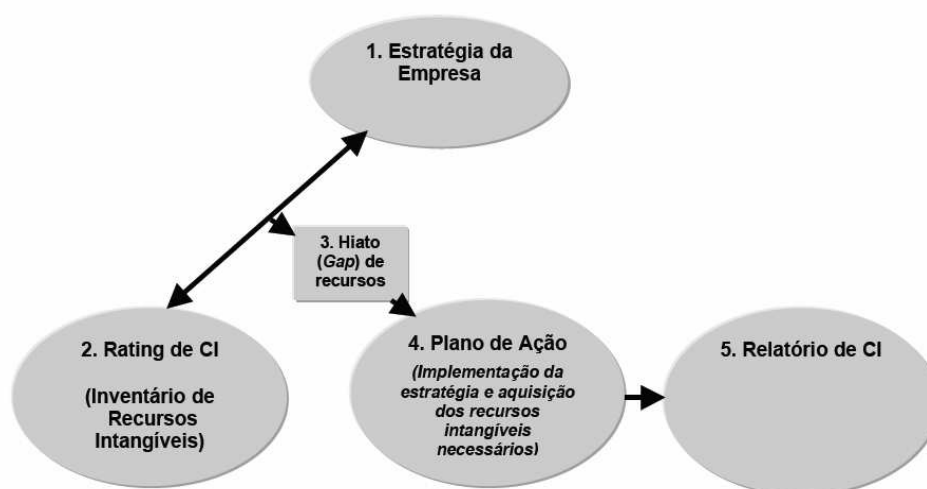 1. Estratégia da
Empresa
3. Hiato
(Gap) de
recursos
2. Rating de CI
(Inventário de
Recursos
Intangíveis)
4. Plano de Ação
(Implementação da
estratégia e aquisição
dos recursos
intangíveis
necessários)
5. Relatório de CI